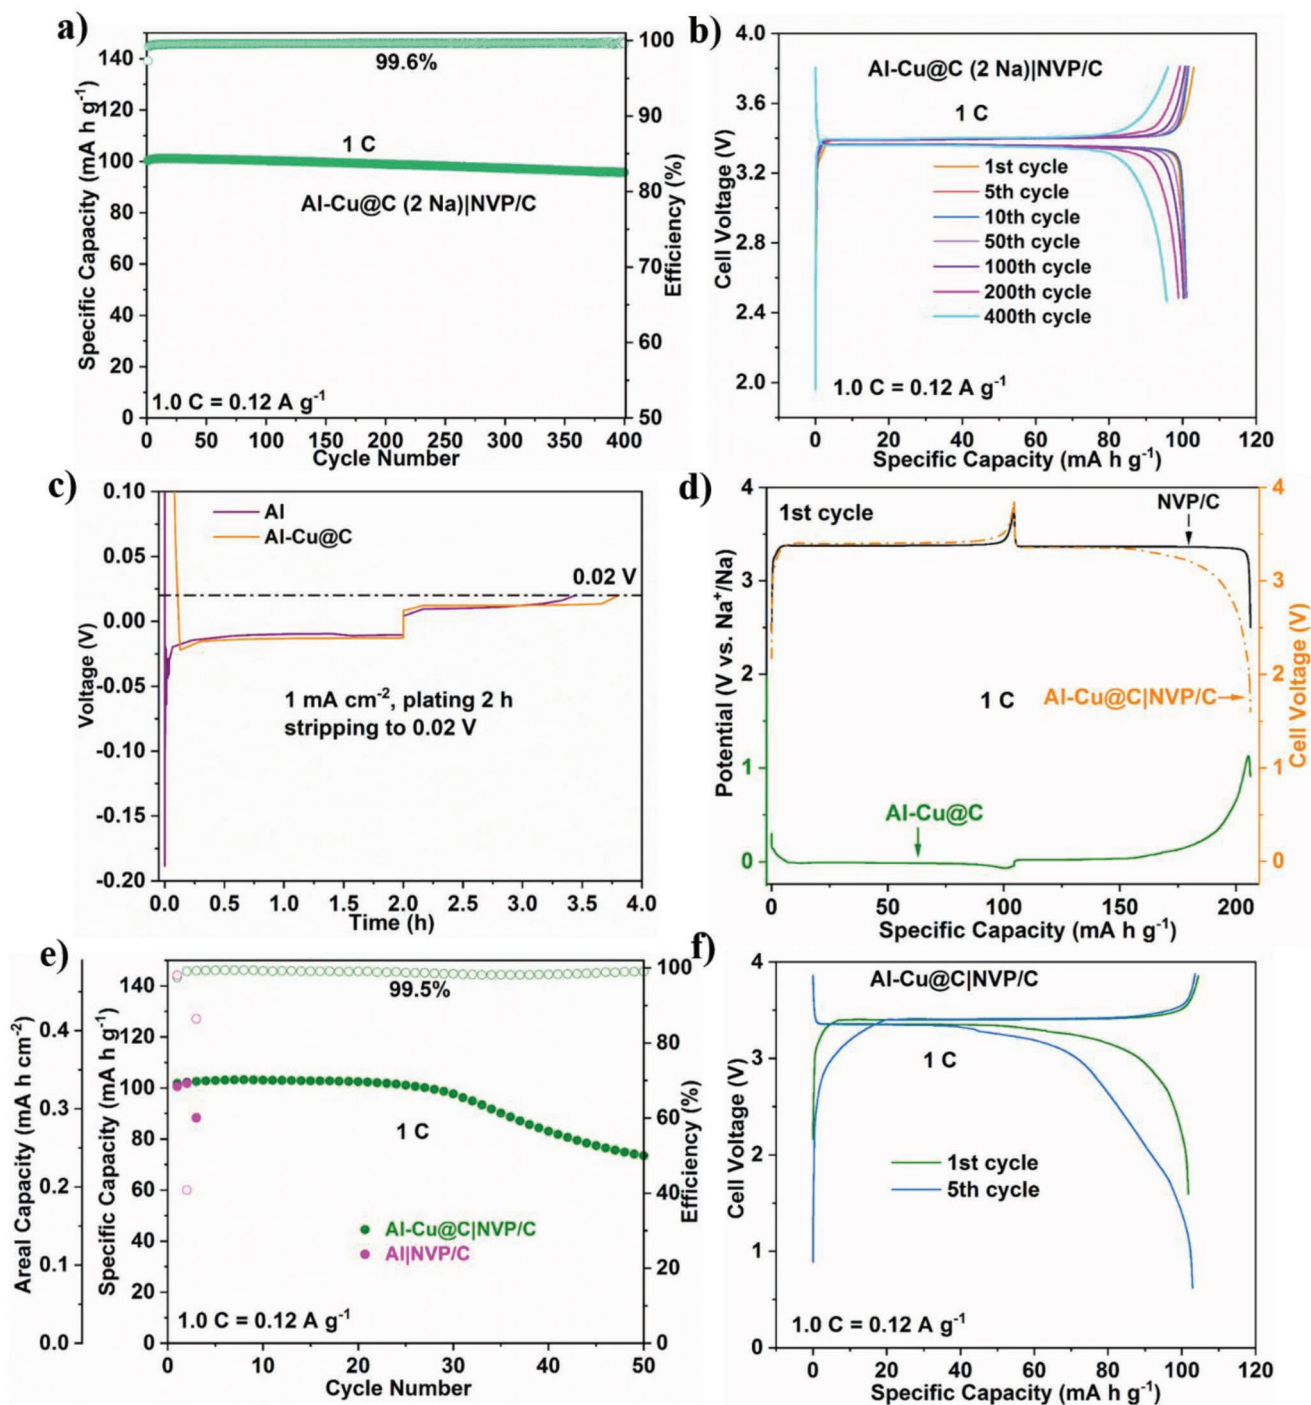 a)
140
120
100
80
60
40
20
0
Specific Capacity (mA h g-1)
99.6%
1 C
Al-Cu@C (2 Na)|NVP/C
1.0 C = 0.12 A g-1
0 50 100 150 200 250 300 350 400
Cycle Number
100
90
80
70
60
50
Efficiency (%)
b)
4.0
3.6
3.2
2.8
2.4
2.0
Cell Voltage (V)
Al-Cu@C (2 Na)|NVP/C
1 C
1st cycle
5th cycle
10th cycle
50th cycle
100th cycle
200th cycle
400th cycle
1.0 C = 0.12 A g-1
0 20 40 60 80 100 120
Specific Capacity (mA h g-1)
c)
0.10
0.05
0.00
-0.05
-0.10
-0.15
-0.20
Voltage (V)
Al
Al-Cu@C
0.02 V
1 mA cm-2, plating 2 h
stripping to 0.02 V
0.0 0.5 1.0 1.5 2.0 2.5 3.0 3.5 4.0
Time (h)
d)
4
3
2
1
0
Potential (V vs. Na+/Na)
1st cycle
NVP/C
1 C
Al-Cu@C|NVP/C
Al-Cu@C
4
3
2
1
0
Cell Voltage (V)
0 50 100 150 200
Specific Capacity (mA h g-1)
e)
0.4
0.3
0.2
0.1
0.0
Areal Capacity (mA h cm-2)
140
120
100
80
60
40
20
0
Specific Capacity (mA h g-1)
99.5%
1 C
Al-Cu@C|NVP/C
Al|NVP/C
1.0 C = 0.12 A g-1
0 10 20 30 40 50
Cycle Number
100
80
60
40
20
0
Efficiency (%)
f)
4
3
2
1
0
Cell Voltage (V)
Al-Cu@C|NVP/C
1 C
1st cycle
5th cycle
1.0 C = 0.12 A g-1
0 20 40 60 80 100 120
Specific Capacity (mA h g-1)